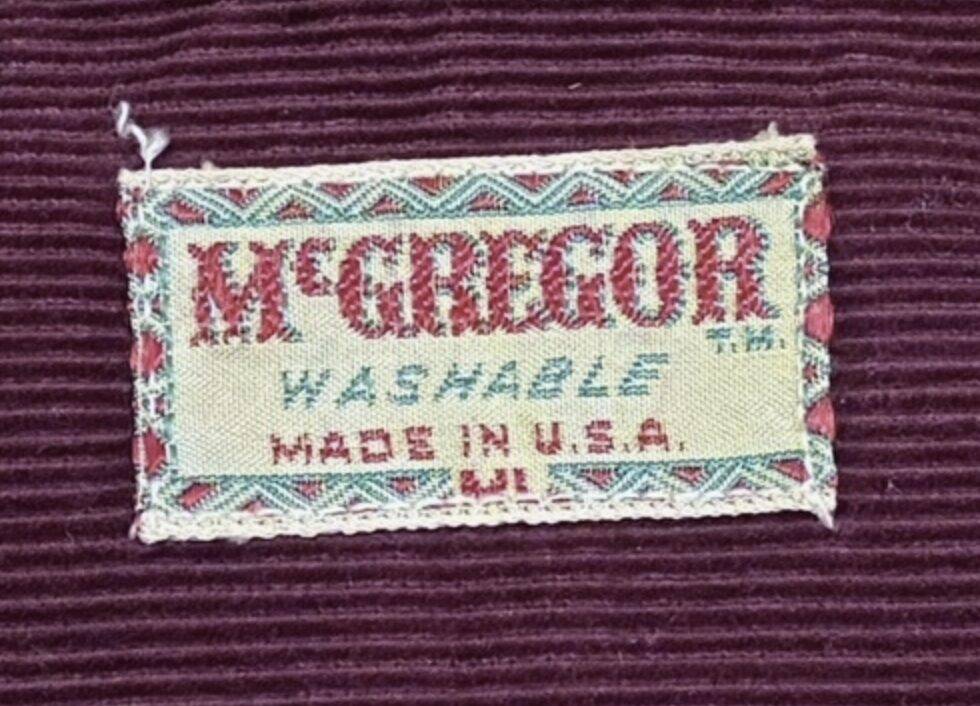 McGREGOR
T.M.
WASHABLE
MADE IN U.S.A.